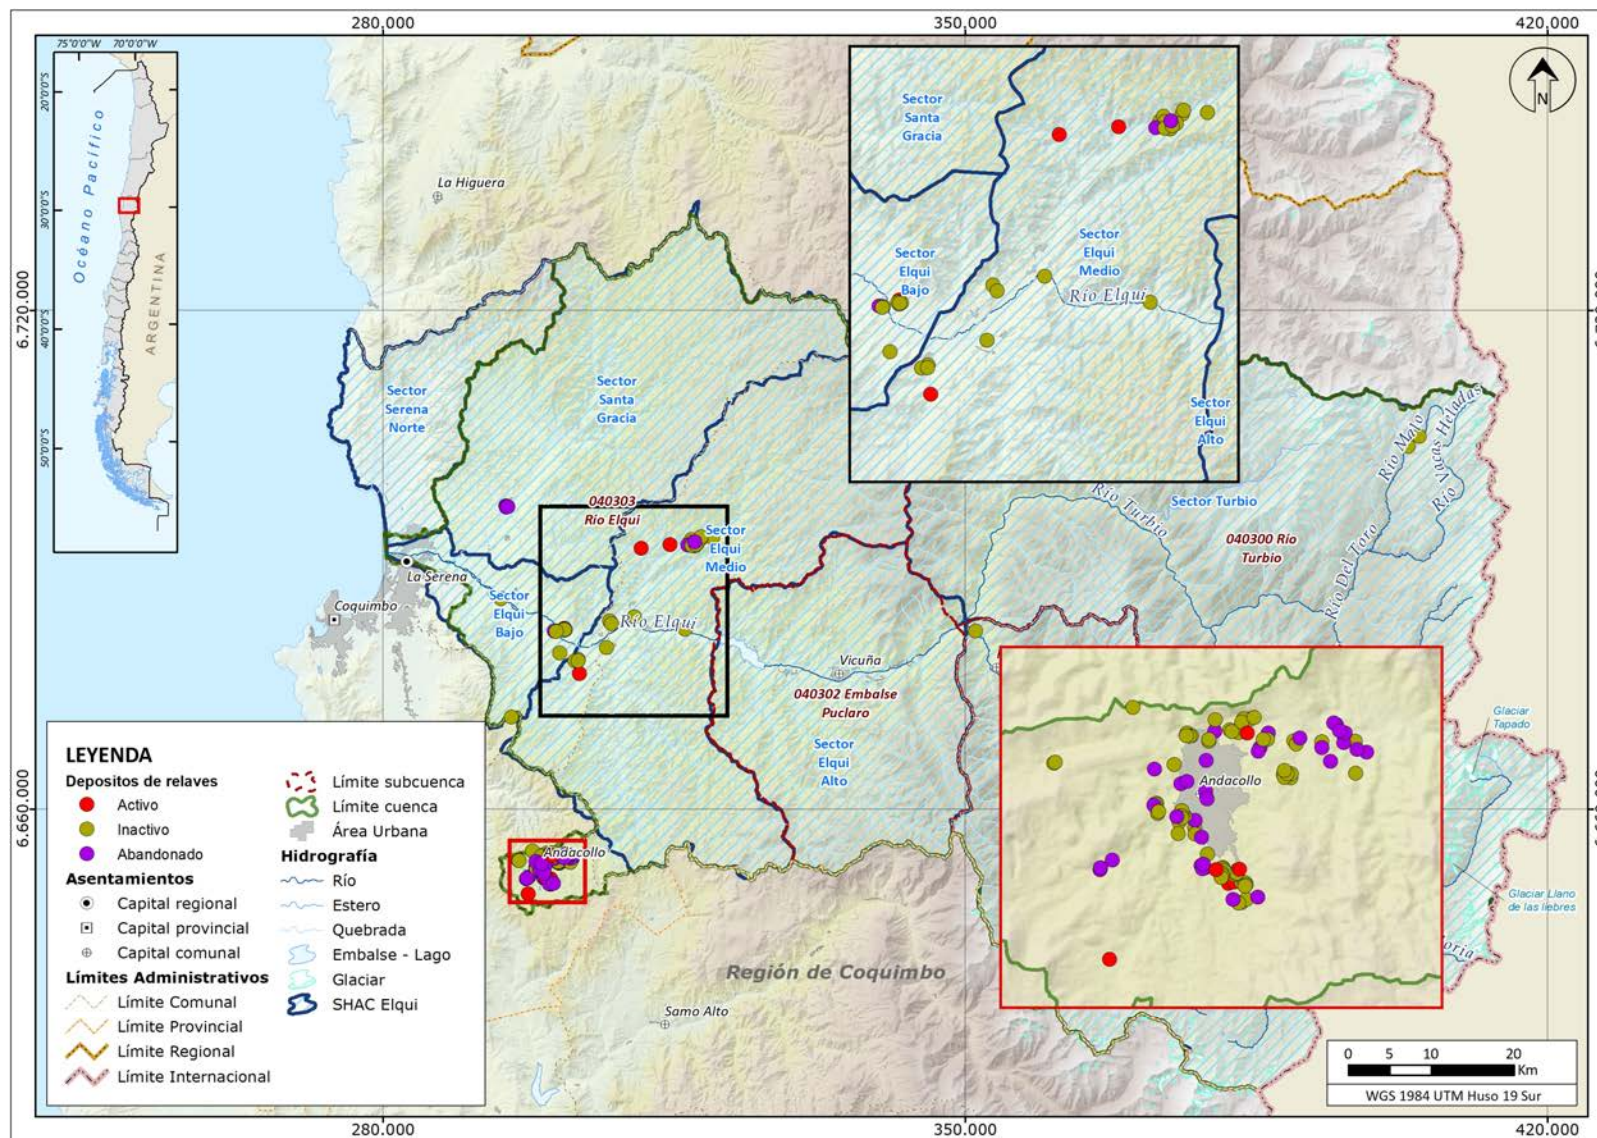 280.000
350.000
420.000
75°0'0"W
70°0'0"W
20°0'0"S
30°0'0"S
40°0'0"S
50°0'0"S
Océano Pacífico
ARGENTINA
N
6.720.000
6.660.000
La Higuera
Sector
Serena
Norte
Sector
Santa
Gracia
040303
Rio Elqui
Sector
Elqui
Medio
La Serena
Coquimbo
Sector
Elqui
Bajo
Río Elqui
Vicuña
040302 Embalse
Puclaro
Sector
Elqui
Alto
Andacollo
Región de Coquimbo
Samo Alto
Sector
Santa
Gracia
Sector
Elqui
Bajo
Sector
Elqui
Medio
Río Elqui
Sector
Elqui
Alto
Río Turbio
Sector Turbio
040300 Rio
Turbio
Río Del Toro
Río Malo
Río Vacas Heladas
Glaciar
Tapado
Glaciar Llano
de las liebres
Andacollo
LEYENDA
Depositos de relaves
Activo
Inactivo
Abandonado
Asentamientos
Capital regional
Capital provincial
Capital comunal
Límites Administrativos
Límite Comunal
Límite Provincial
Límite Regional
Límite Internacional
Límite subcuenca
Límite cuenca
Área Urbana
Hidrografía
Río
Estero
Quebrada
Embalse - Lago
Glaciar
SHAC Elqui
0 5 10 20
Km
WGS 1984 UTM Huso 19 Sur
280.000
350.000
420.000